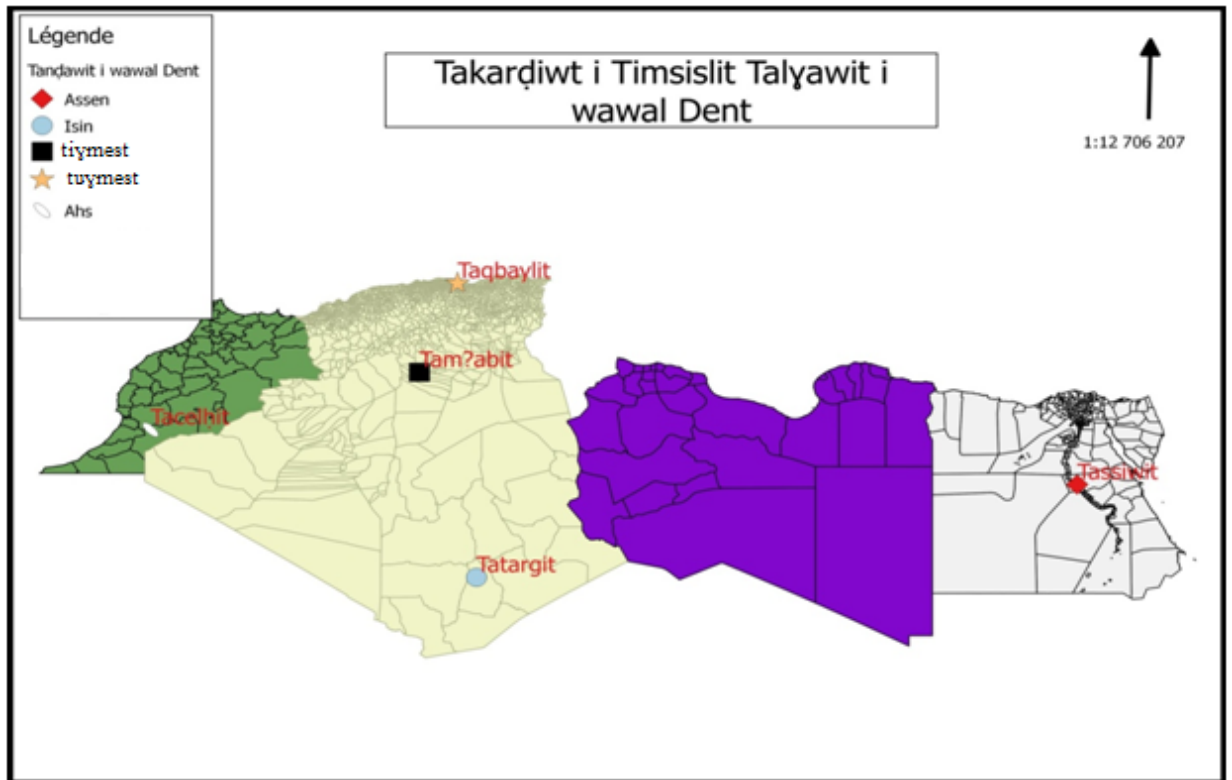 Légende
Tanḍawit i wawal Dent
Assen
Isin
tiɣmest
tuɣmest
Ahs
Takarḍiwt i Timsislit Talɣawit i
wawal Dent
1:12 706 207
Taqbaylit
Tam?abit
Tacelhit
Tassiwit
Tatargit